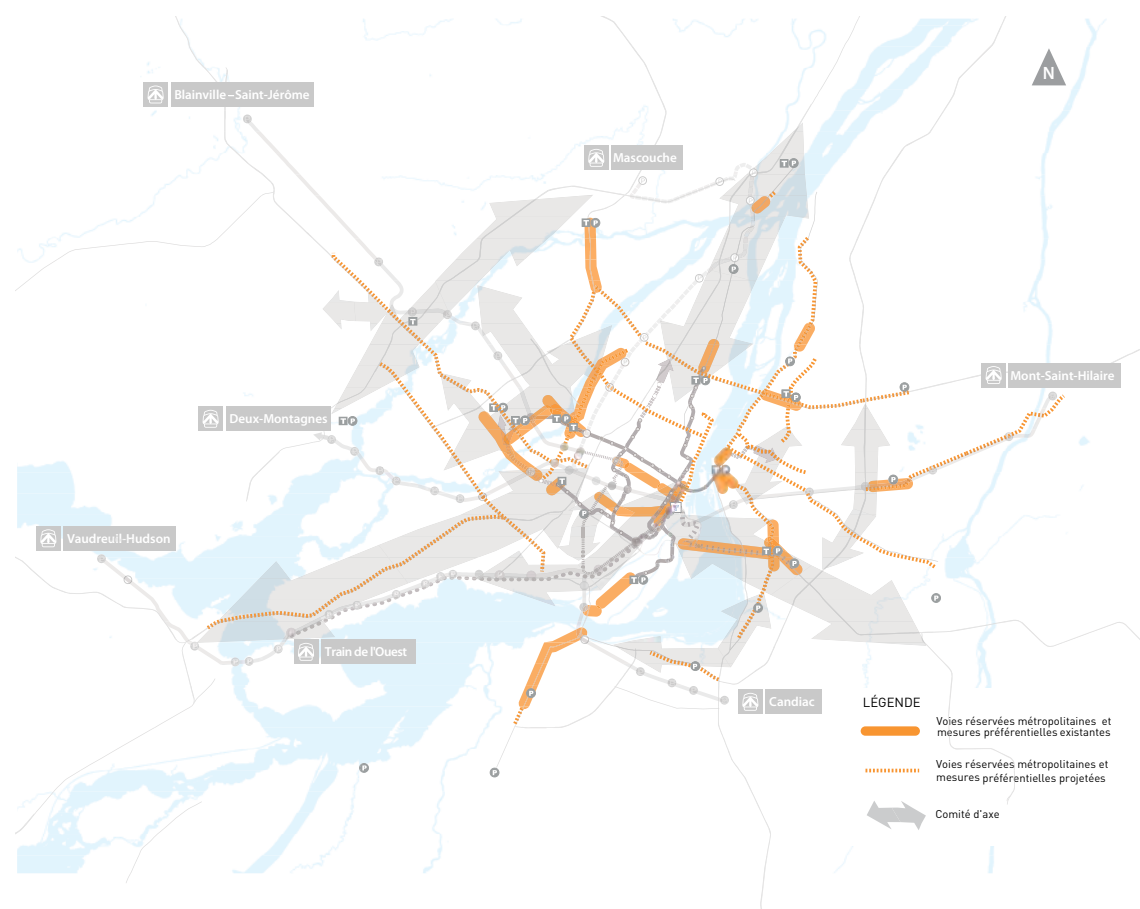 N
Blainville–Saint-Jérôme
Mascouche
T P
T P
P
T
P
Mont-Saint-Hilaire
T P
P
T P
Deux-Montagnes
T P
T P
T P
T P
T
T P
P
T
P
Vaudreuil-Hudson
T P
P
T P
P
P
Train de l'Ouest
P
P
Candiac
LÉGENDE
Voies réservées métropolitaines et
mesures préférentielles existantes
Voies réservées métropolitaines et
mesures préférentielles projetées
P
P
Comité d'axe